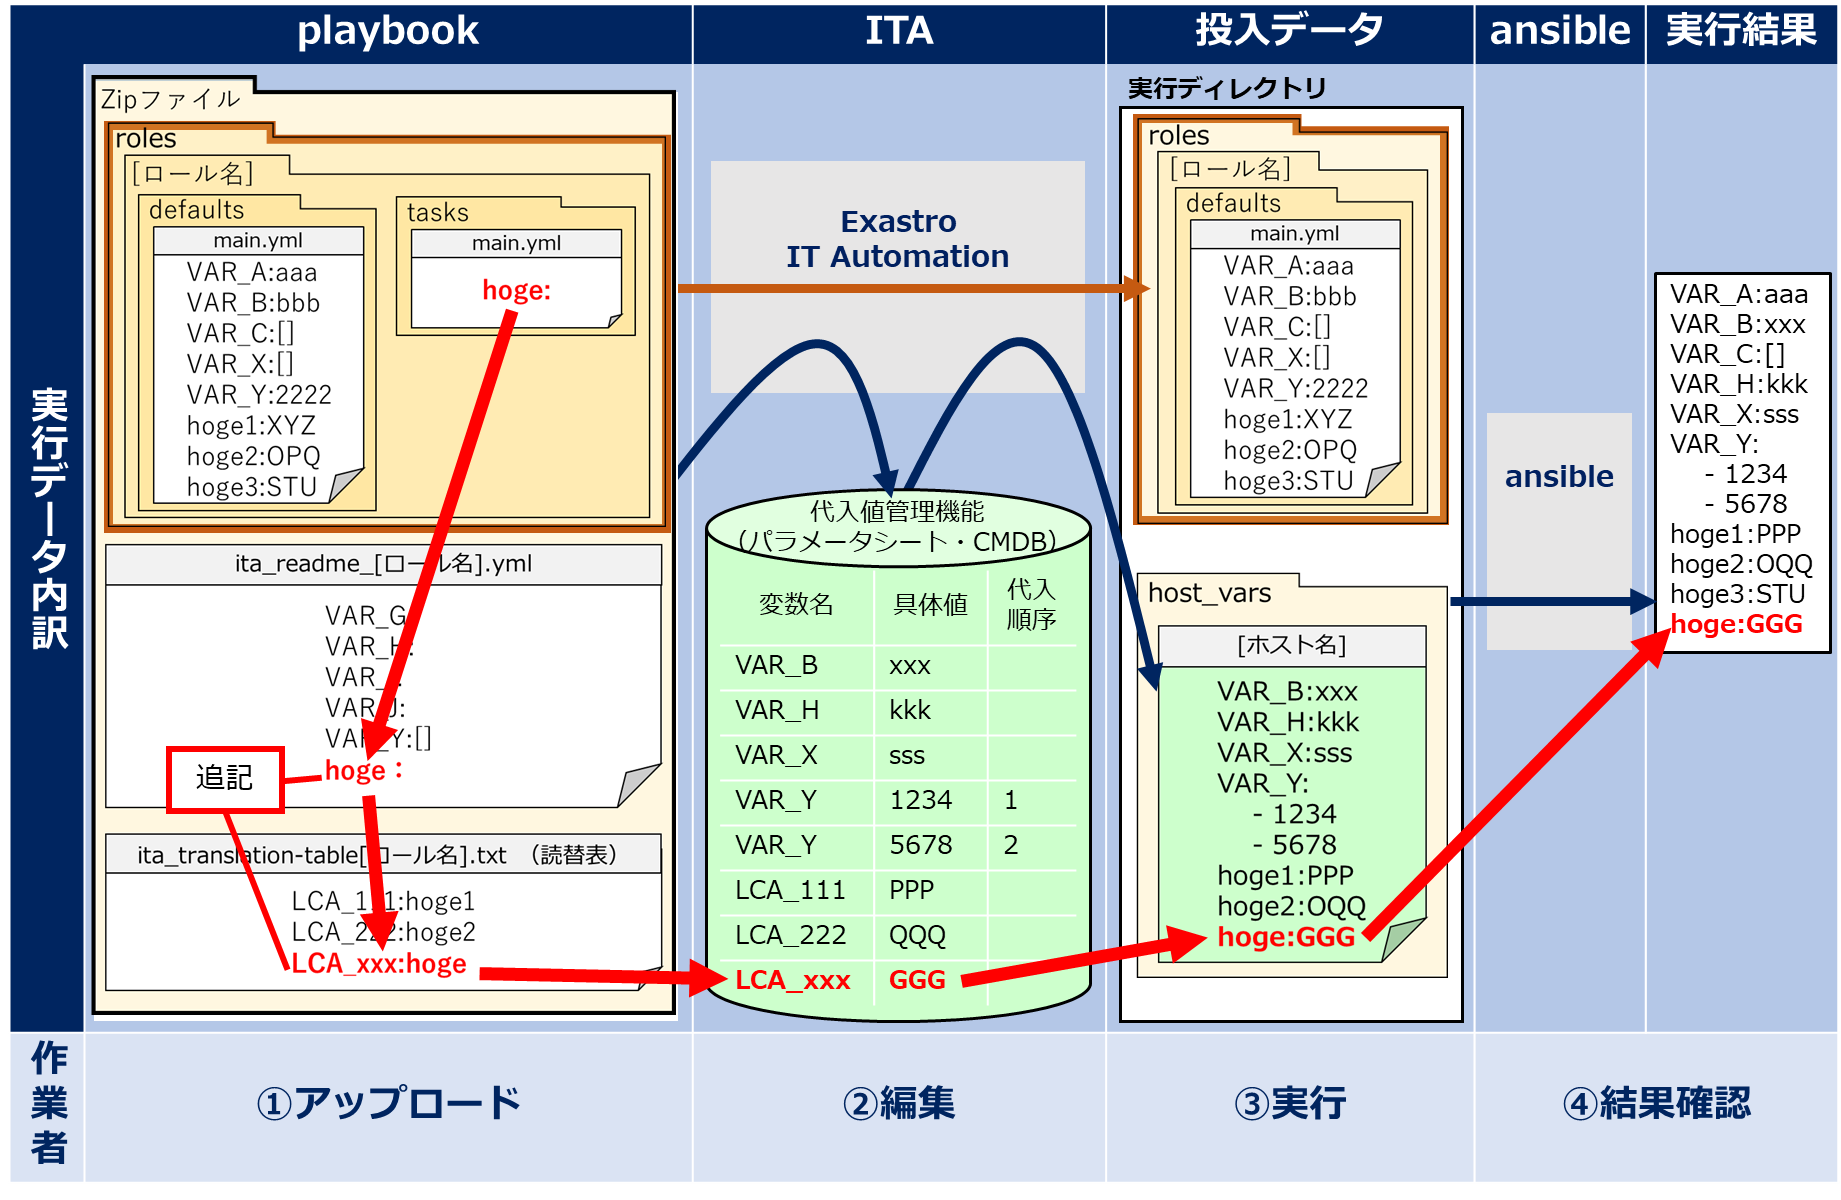 playbook
ITA
投入データ
ansible
実行結果
実行データ内訳
Zipファイル
roles
[ロール名]
defaults
main.yml
VAR_A:aaa
VAR_B:bbb
VAR_C:[]
VAR_X:[]
VAR_Y:2222
hoge1:XYZ
hoge2:OPQ
hoge3:STU
tasks
main.yml
hoge:
ita_readme_[ロール名].yml
VAR_G
VAR_H:
VAR_
VAR_J:
VAR_Y:[]
hoge：
追記
ita_translation-table[ロール名].txt （読替表）
LCA_111:hoge1
LCA_222:hoge2
LCA_xxx:hoge
Exastro
IT Automation
代入値管理機能
（パラメータシート・CMDB）
変数名 具体値 代入
順序
VAR_B xxx
VAR_H kkk
VAR_X sss
VAR_Y 1234 1
VAR_Y 5678 2
LCA_111 PPP
LCA_222 QQQ
LCA_xxx GGG
実行ディレクトリ
roles
[ロール名]
defaults
main.yml
VAR_A:aaa
VAR_B:bbb
VAR_C:[]
VAR_X:[]
VAR_Y:2222
hoge1:XYZ
hoge2:OPQ
hoge3:STU
host_vars
[ホスト名]
VAR_B:xxx
VAR_H:kkk
VAR_X:sss
VAR_Y:
- 1234
- 5678
hoge1:PPP
hoge2:OQQ
hoge:GGG
ansible
VAR_A:aaa
VAR_B:xxx
VAR_C:[]
VAR_H:kkk
VAR_X:sss
VAR_Y:
- 1234
- 5678
hoge1:PPP
hoge2:OQQ
hoge3:STU
hoge:GGG
作業者
①アップロード
②編集
③実行
④結果確認